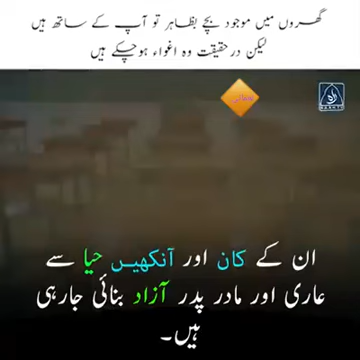 گھروں میں موجود بچے بظاہر تو آپ کے ساتھ ہیں
لیکن درحقیقت وہ اغواء ہوچکے ہیں
ان کے کان اور آنکھیں حیا سے
عاری اور مادر پدر آزاد بنائی جارہی
ہیں۔